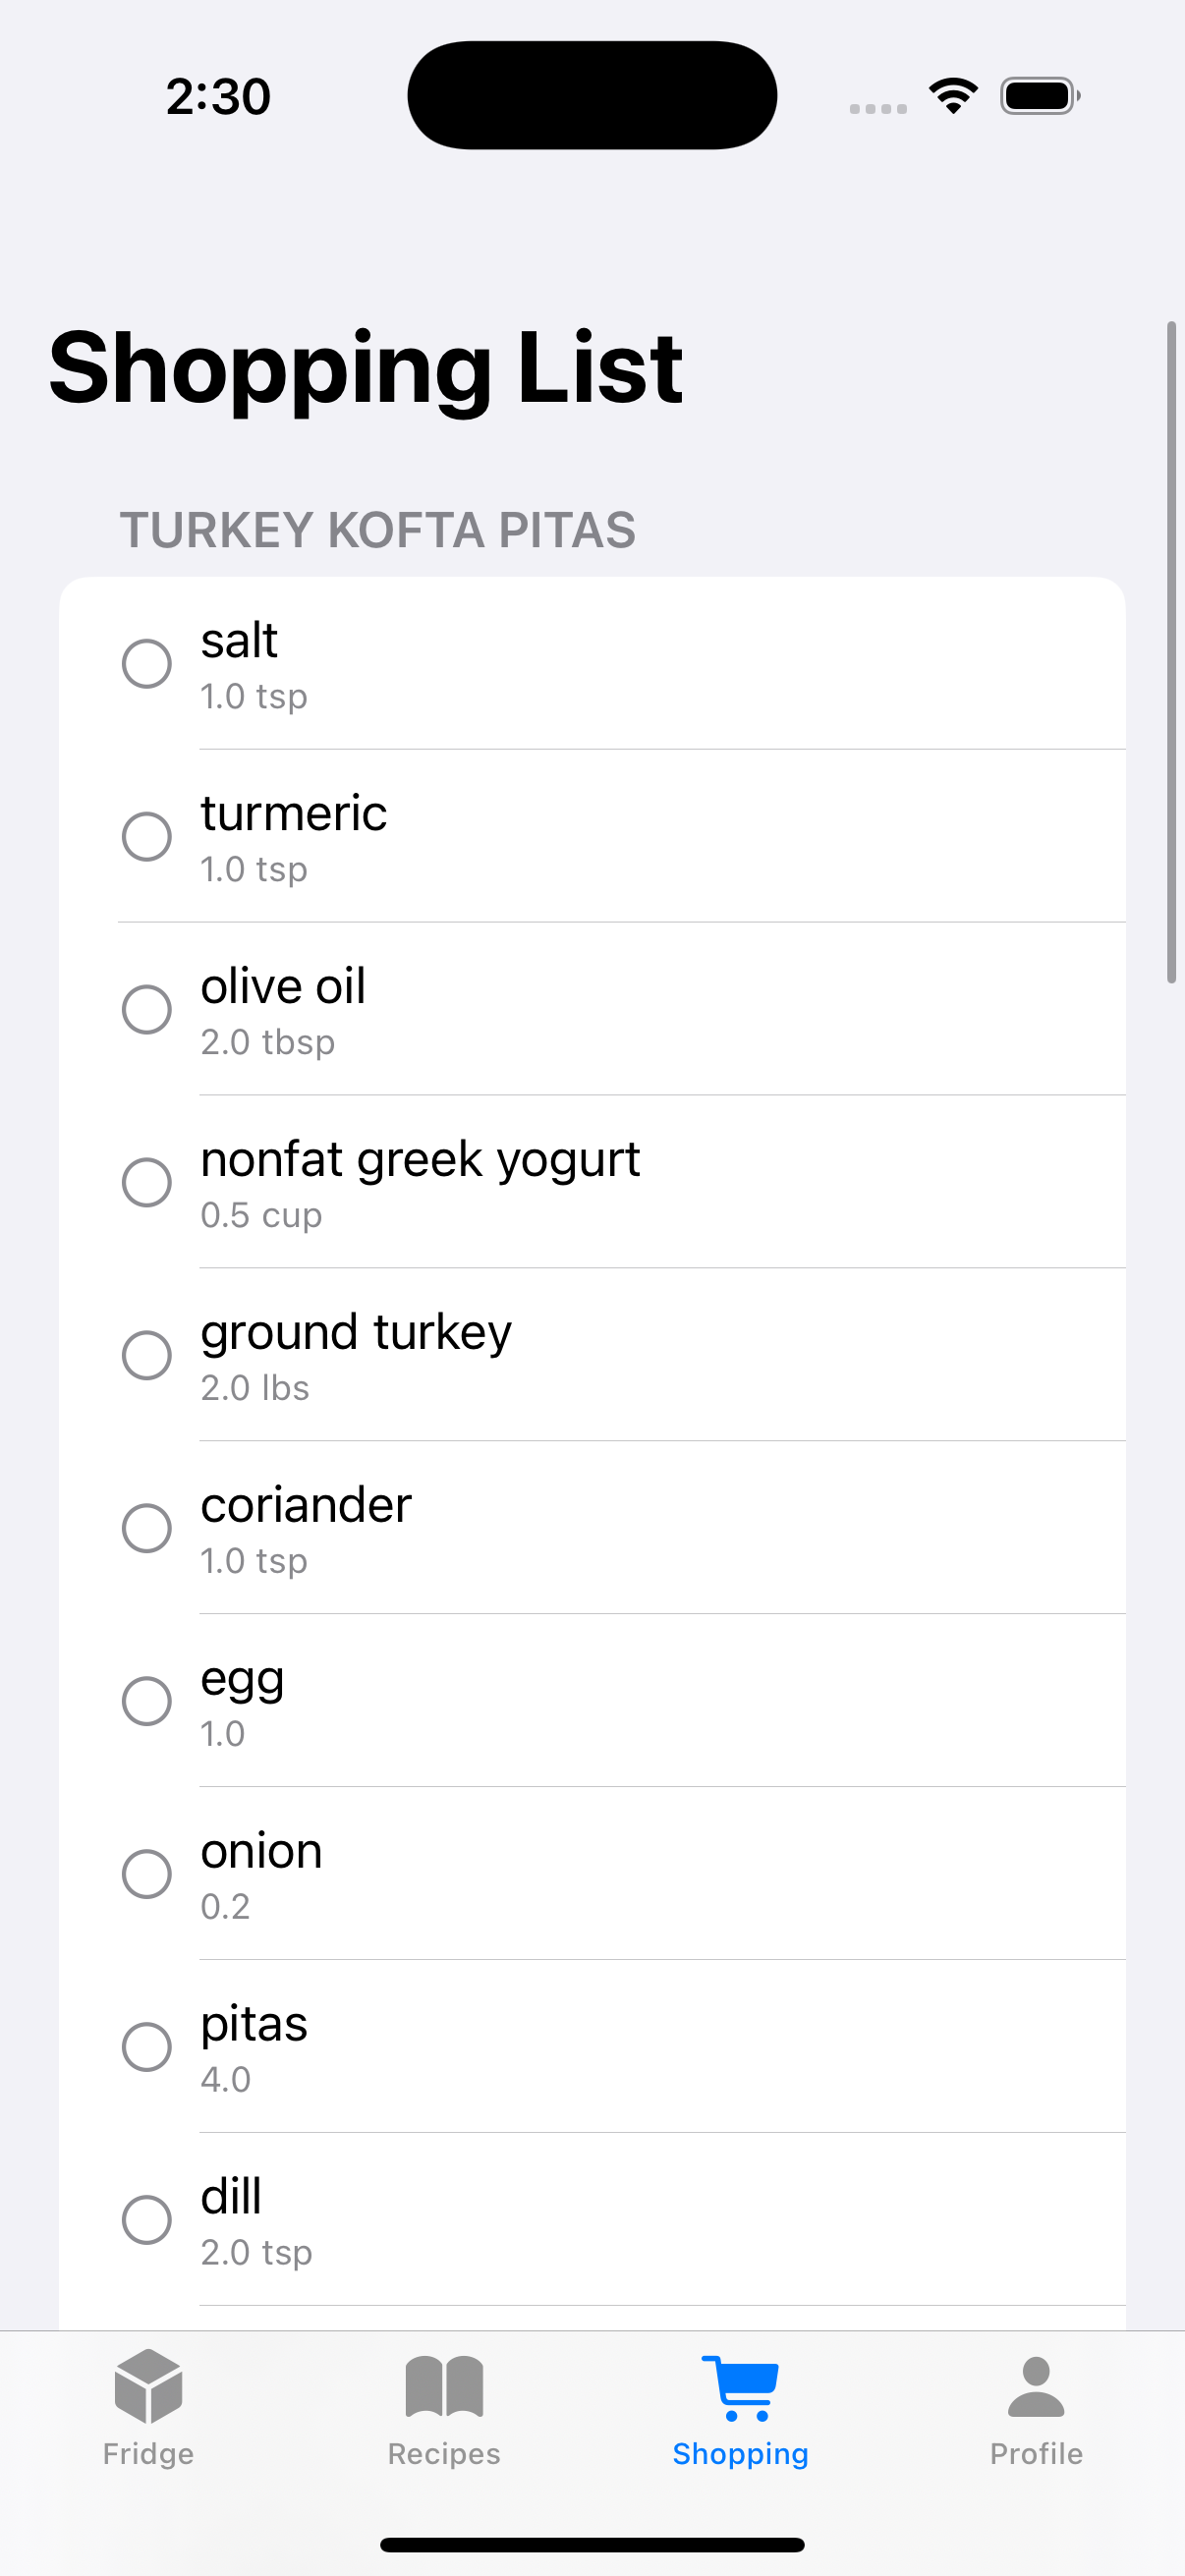 2:30
Shopping List
TURKEY KOFTA PITAS
salt
1.0 tsp
turmeric
1.0 tsp
olive oil
2.0 tbsp
nonfat greek yogurt
0.5 cup
ground turkey
2.0 lbs
coriander
1.0 tsp
egg
1.0
onion
0.2
pitas
4.0
dill
2.0 tsp
Fridge Recipes Shopping Profile